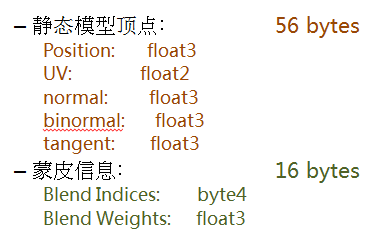 – 静态模型顶点: 56 bytes
Position: float3
UV: float2
normal: float3
binormal: float3
tangent: float3
– 蒙皮信息: 16 bytes
Blend Indices: byte4
Blend Weights: float3